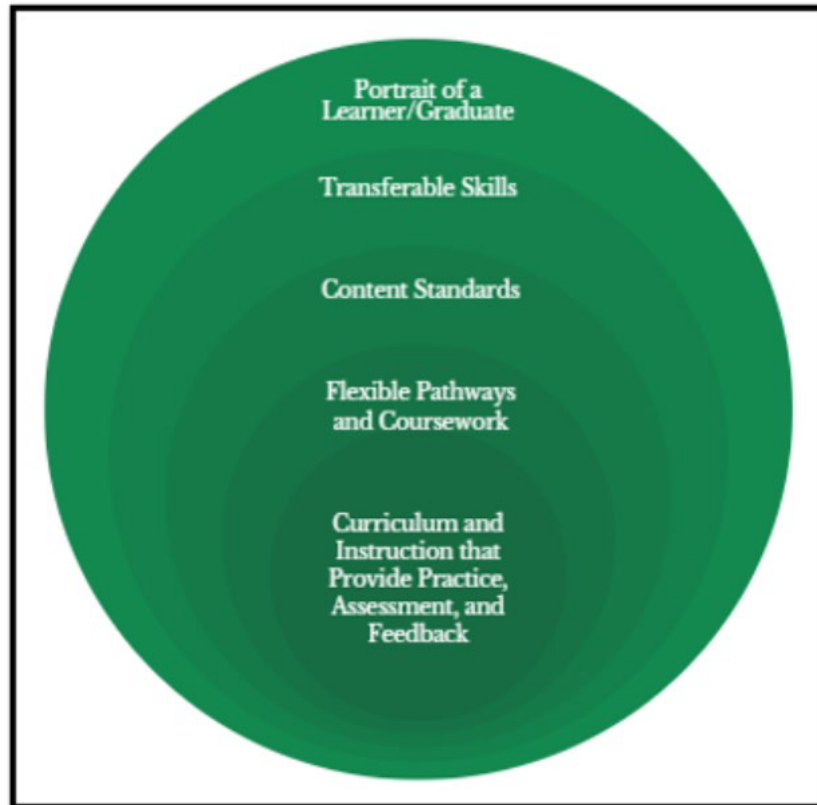 Portrait of a
Learner/Graduate
Transferable Skills
Content Standards
Flexible Pathways
and Coursework
Curriculum and
Instruction that
Provide Practice,
Assessment, and
Feedback